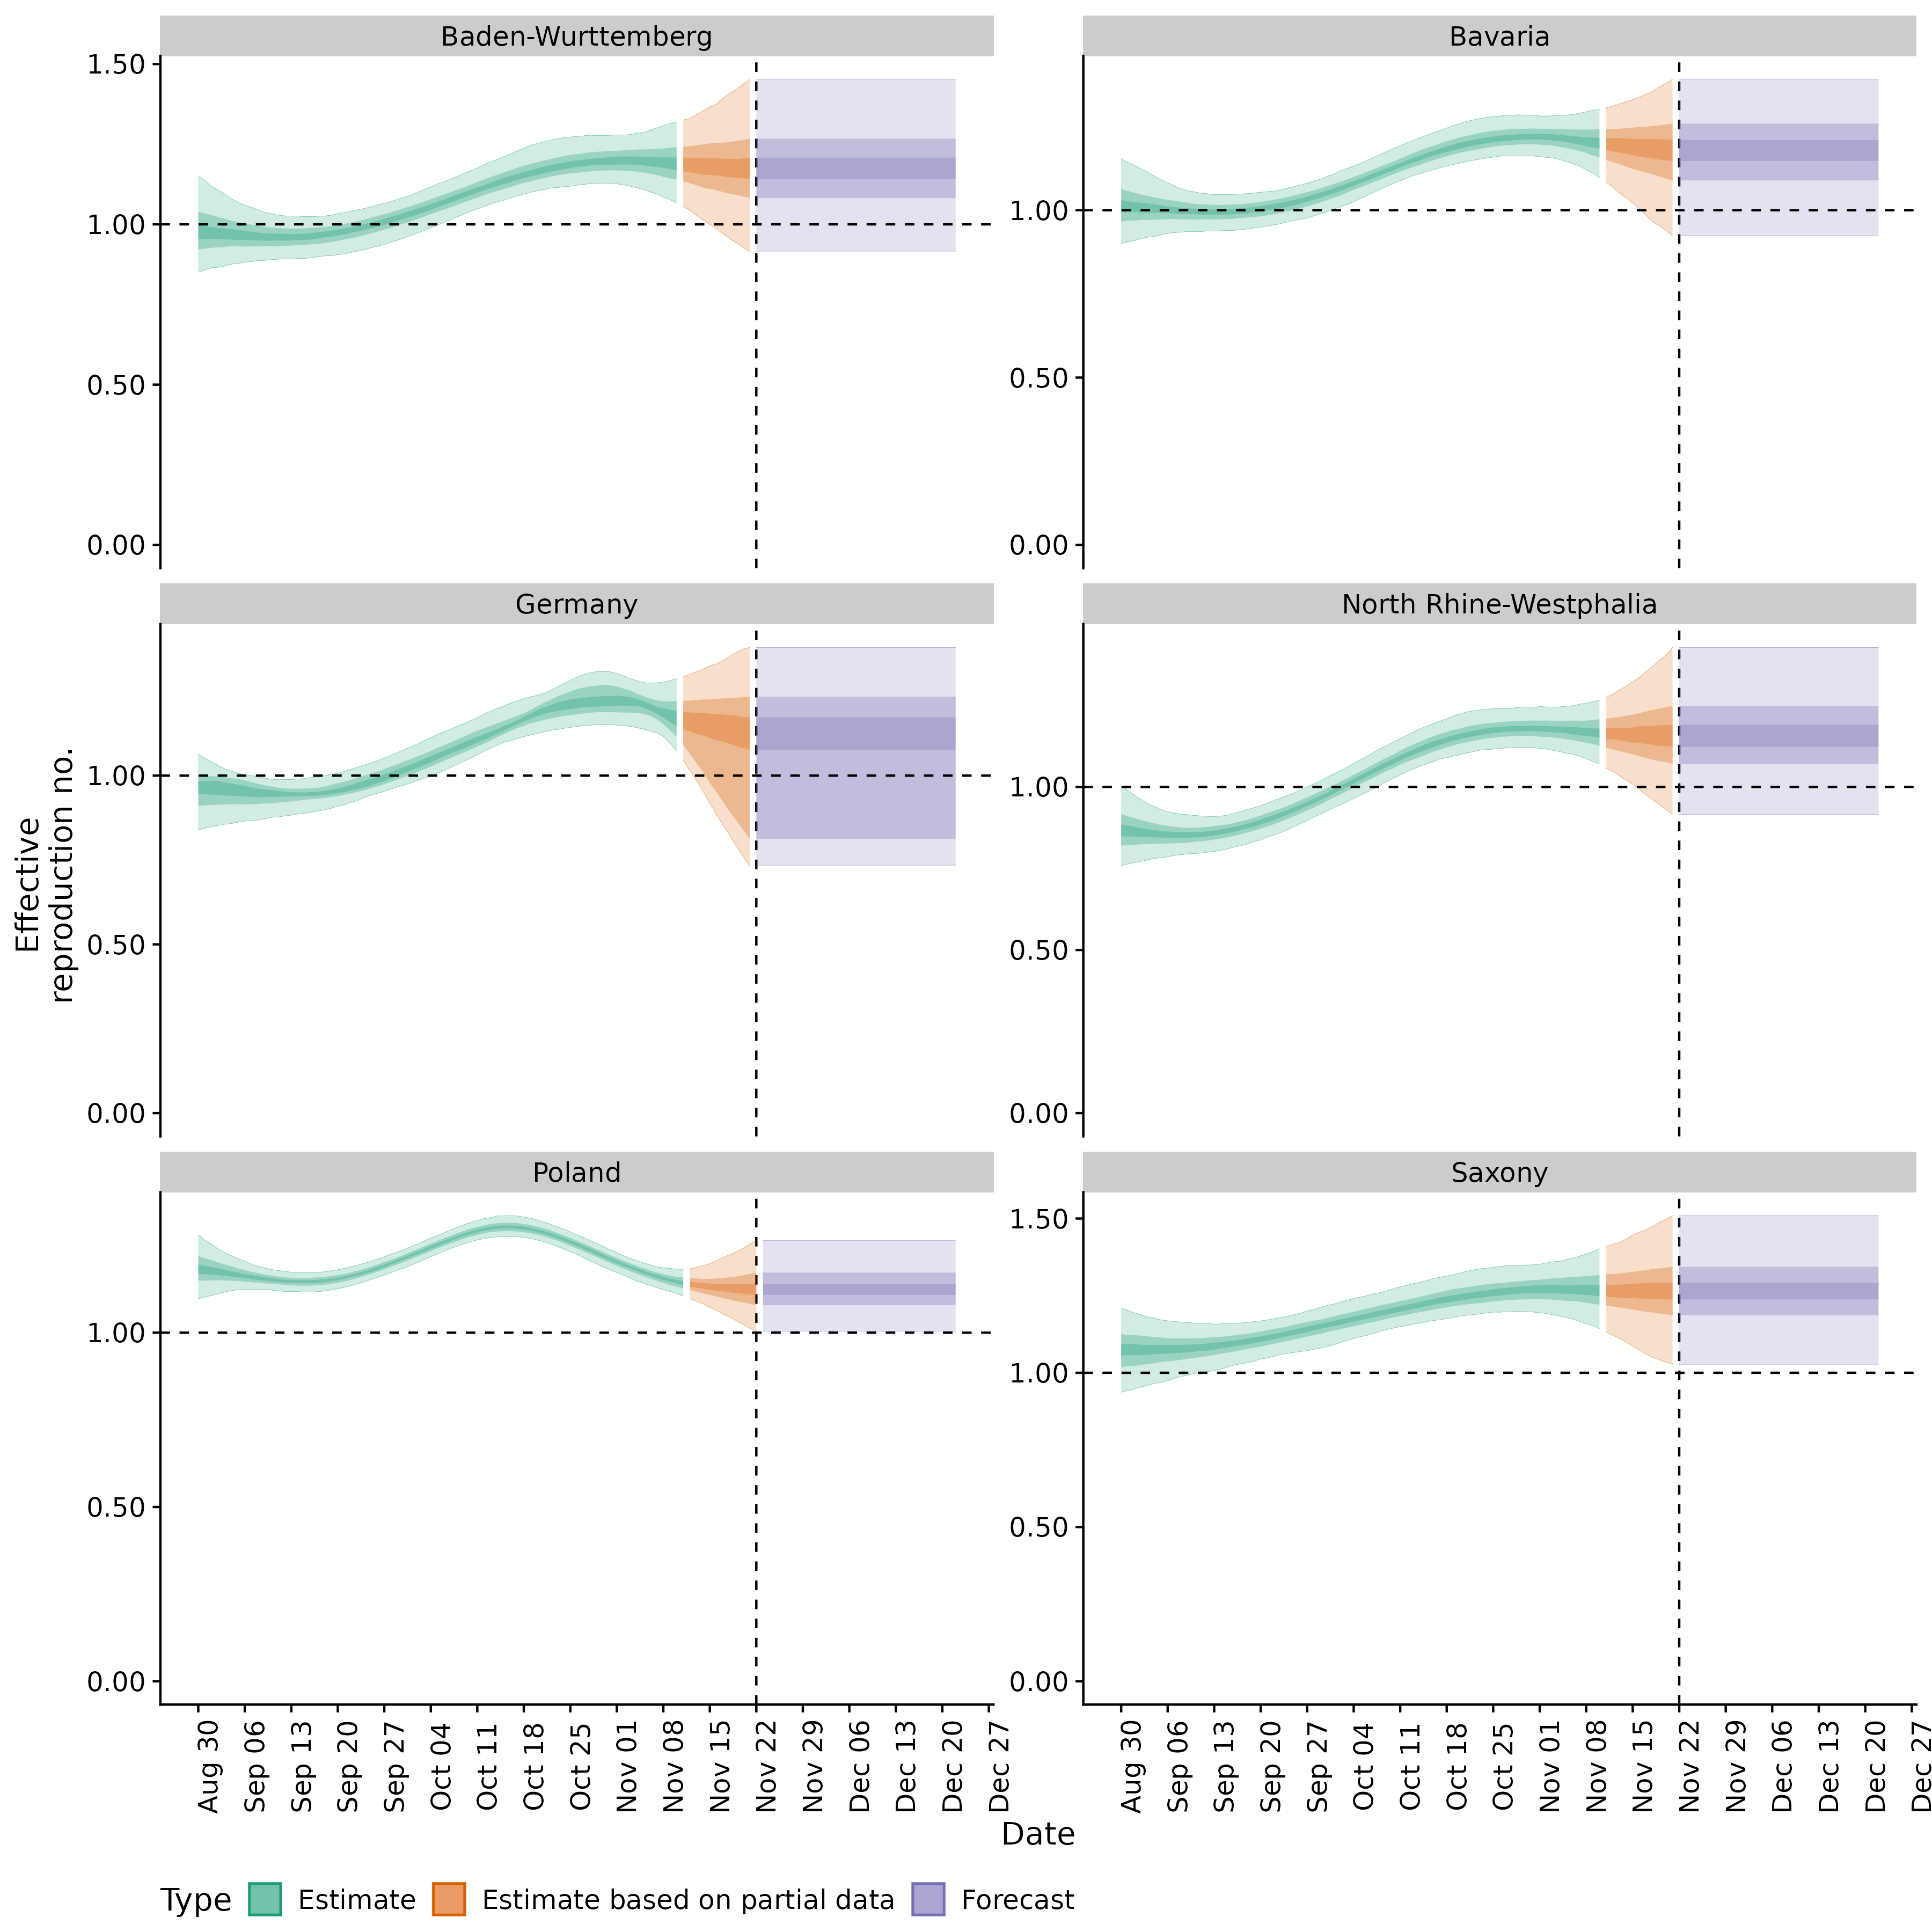 Baden-Wurttemberg
1.50
1.00
0.50
0.00
Bavaria
1.00
0.50
0.00
Germany
1.00
0.50
0.00
North Rhine-Westphalia
1.00
0.50
0.00
Effective
reproduction no.
Poland
1.00
0.50
0.00
Saxony
1.50
1.00
0.50
0.00
Aug 30
Sep 06
Sep 13
Sep 20
Sep 27
Oct 04
Oct 11
Oct 18
Oct 25
Nov 01
Nov 08
Nov 15
Nov 22
Nov 29
Dec 06
Dec 13
Dec 20
Dec 27
Aug 30
Sep 06
Sep 13
Sep 20
Sep 27
Oct 04
Oct 11
Oct 18
Oct 25
Nov 01
Nov 08
Nov 15
Nov 22
Nov 29
Dec 06
Dec 13
Dec 20
Dec 27
Date
Type Estimate Estimate based on partial data Forecast